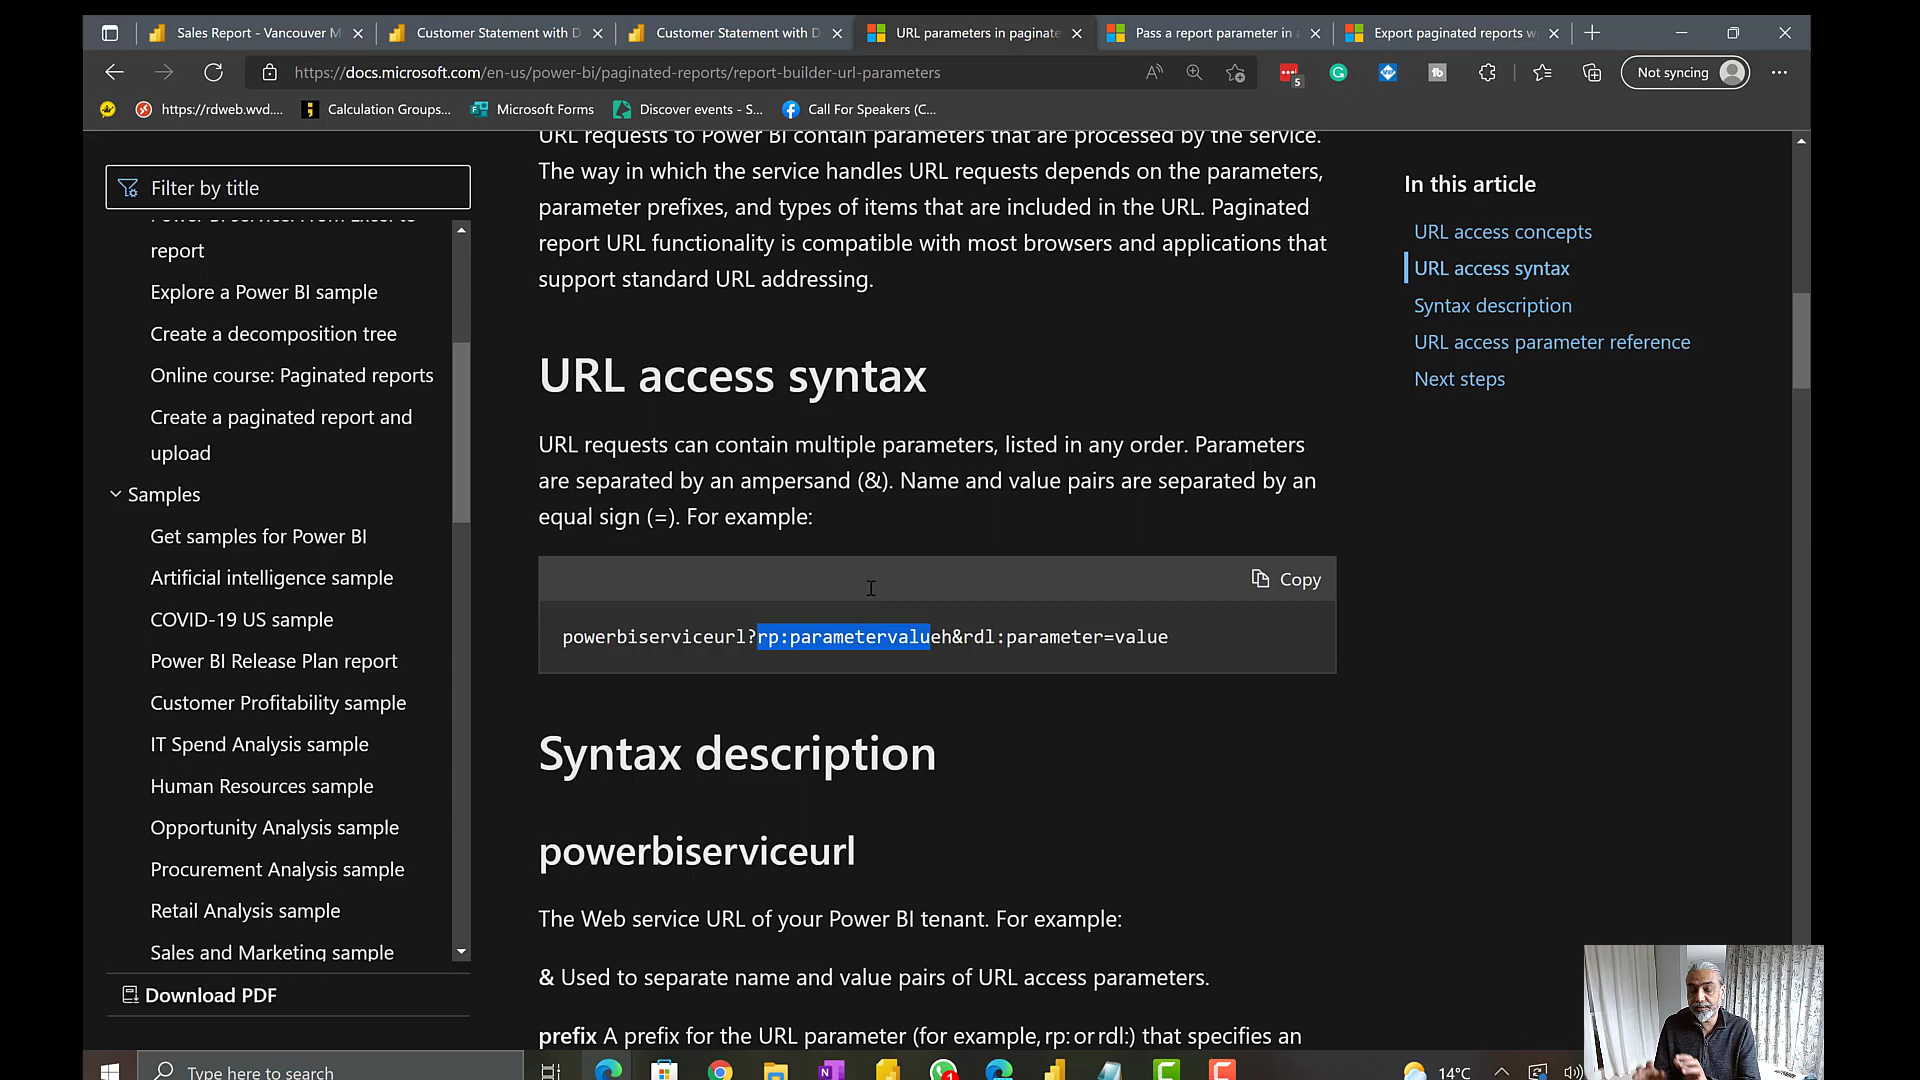 Sales Report - Vancouver M
Customer Statement with D
Customer Statement with D
URL parameters in paginate
Pass a report parameter in a
Export paginated reports w
https://docs.microsoft.com/en-us/power-bi/paginated-reports/report-builder-url-parameters
5
Not syncing
https://rdweb.wvd....
Calculation Groups...
Microsoft Forms
Discover events - S...
Call For Speakers (C...
Filter by title
Power BI service: From Excel to
report
Explore a Power BI sample
Create a decomposition tree
Online course: Paginated reports
Create a paginated report and
upload
Samples
Get samples for Power BI
Artificial intelligence sample
COVID-19 US sample
Power BI Release Plan report
Customer Profitability sample
IT Spend Analysis sample
Human Resources sample
Opportunity Analysis sample
Procurement Analysis sample
Retail Analysis sample
Sales and Marketing sample
Download PDF
URL requests to Power BI contain parameters that are processed by the service.
The way in which the service handles URL requests depends on the parameters,
parameter prefixes, and types of items that are included in the URL. Paginated
report URL functionality is compatible with most browsers and applications that
support standard URL addressing.
URL access syntax
URL requests can contain multiple parameters, listed in any order. Parameters
are separated by an ampersand (&). Name and value pairs are separated by an
equal sign (=). For example:
Copy
powerbiserviceurl?rp:parametervalueh&rdl:parameter=value
Syntax description
powerbiserviceurl
The Web service URL of your Power BI tenant. For example:
& Used to separate name and value pairs of URL access parameters.
prefix A prefix for the URL parameter (for example, rp: or rdl:) that specifies an
In this article
URL access concepts
URL access syntax
Syntax description
URL access parameter reference
Next steps
Type here to search
1
14°C